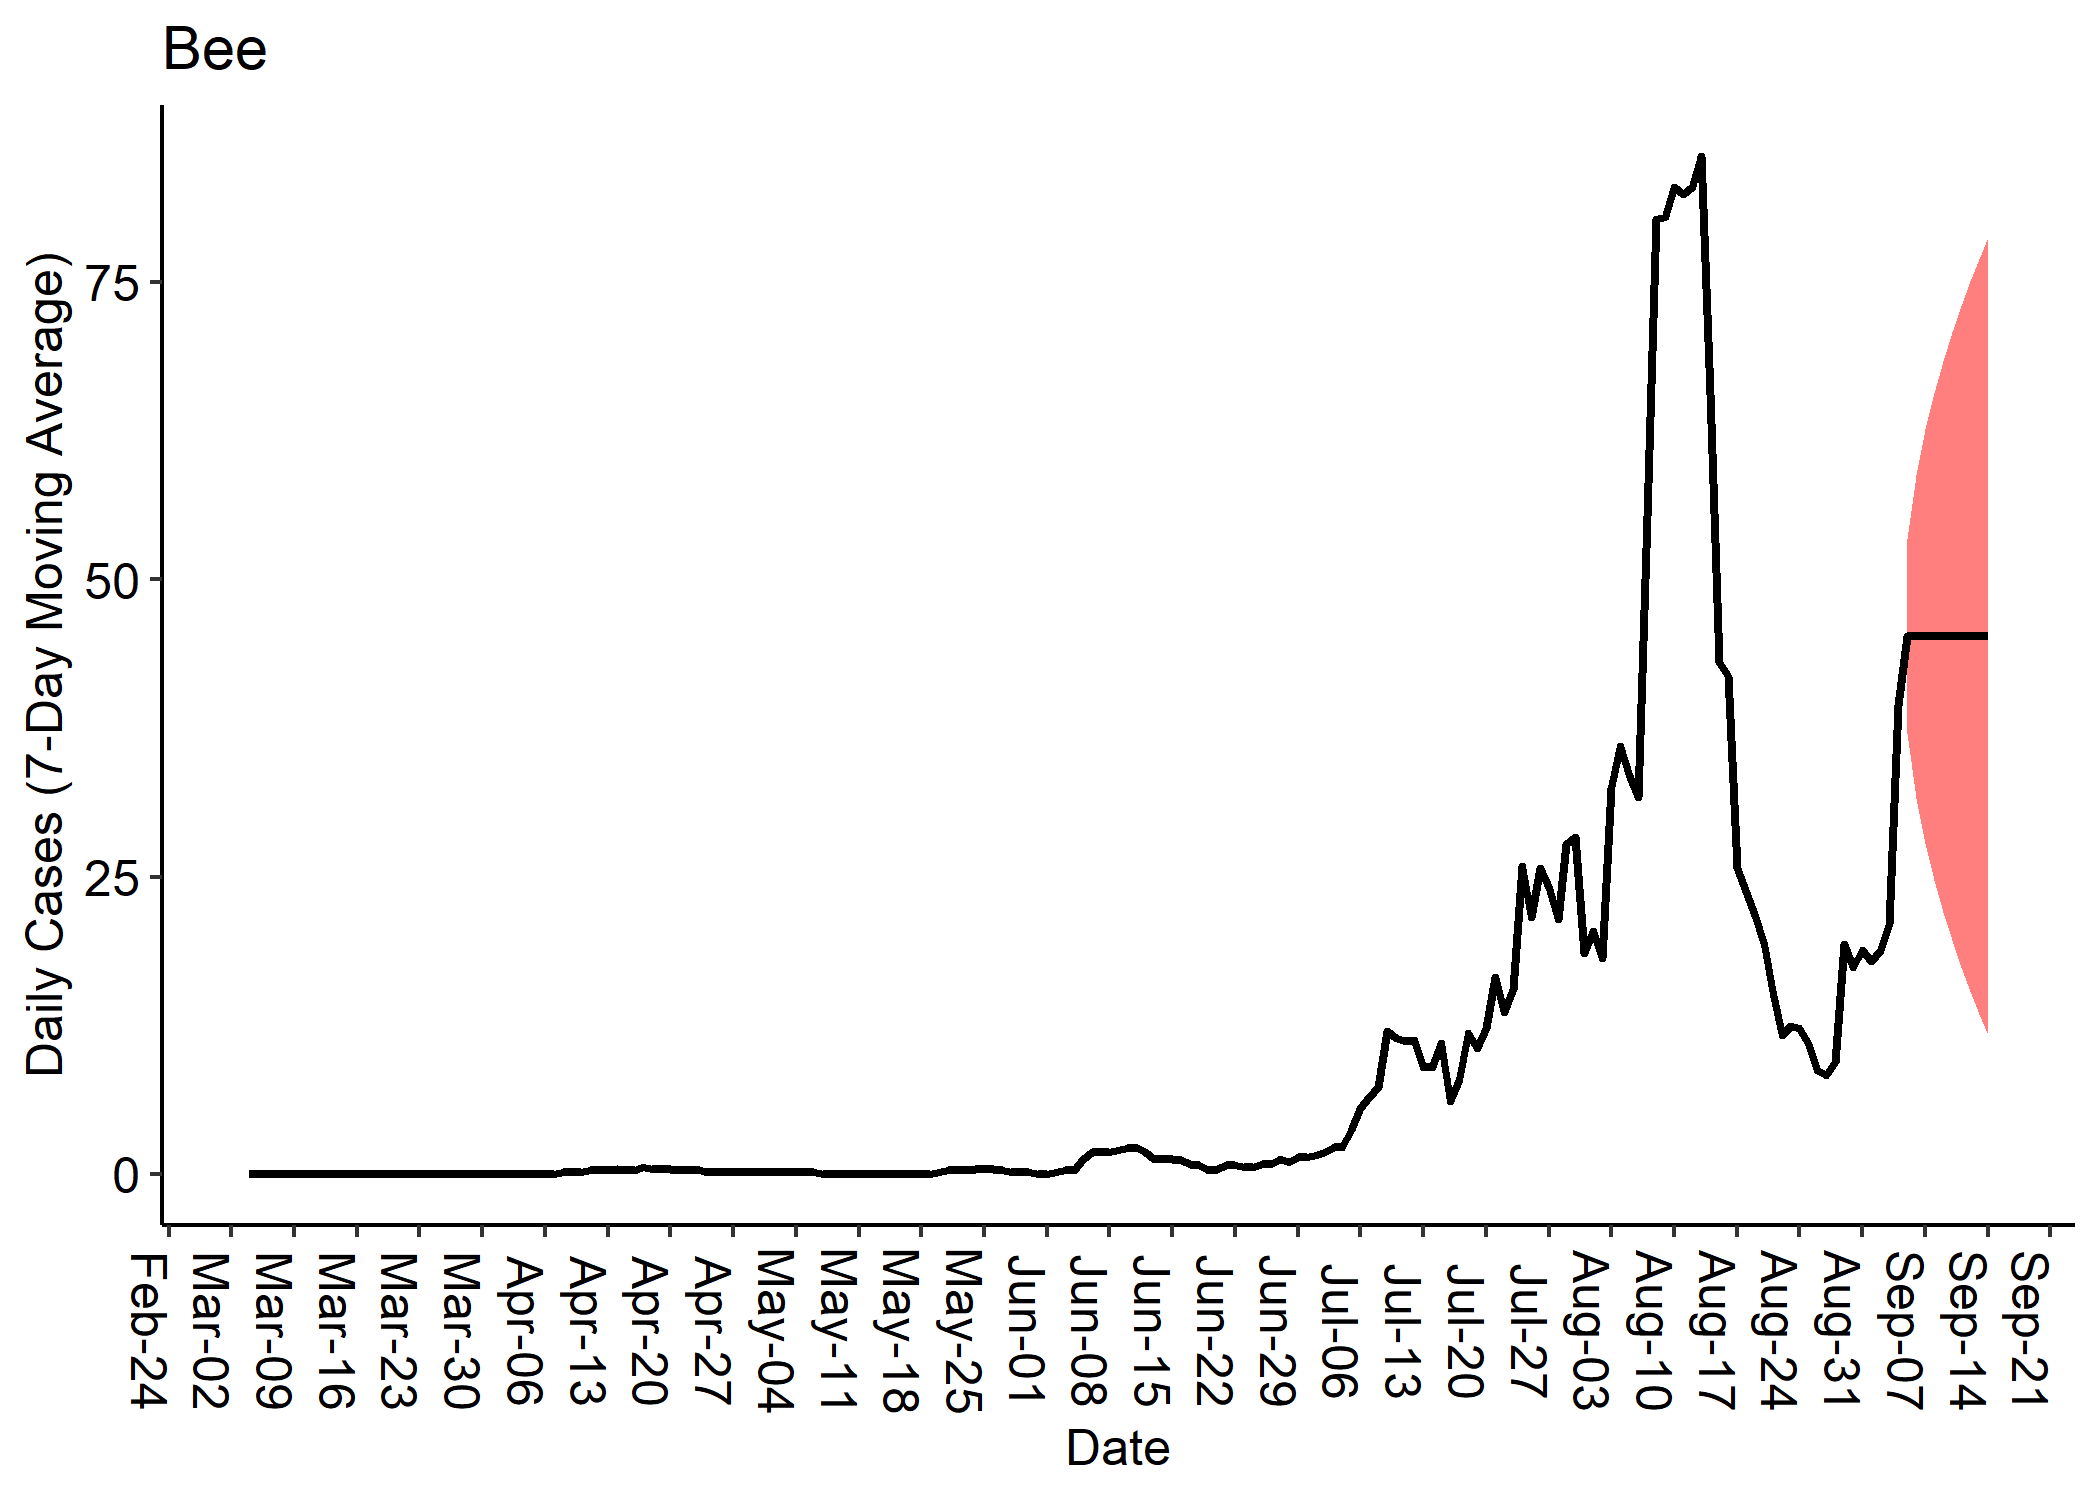 Bee
Daily Cases (7-Day Moving Average)
75
50
25
0
Feb-24
Mar-02
Mar-09
Mar-16
Mar-23
Mar-30
Apr-06
Apr-13
Apr-20
Apr-27
May-04
May-11
May-18
May-25
Jun-01
Jun-08
Jun-15
Jun-22
Jun-29
Jul-06
Jul-13
Jul-20
Jul-27
Aug-03
Aug-10
Aug-17
Aug-24
Aug-31
Sep-07
Sep-14
Sep-21
Date